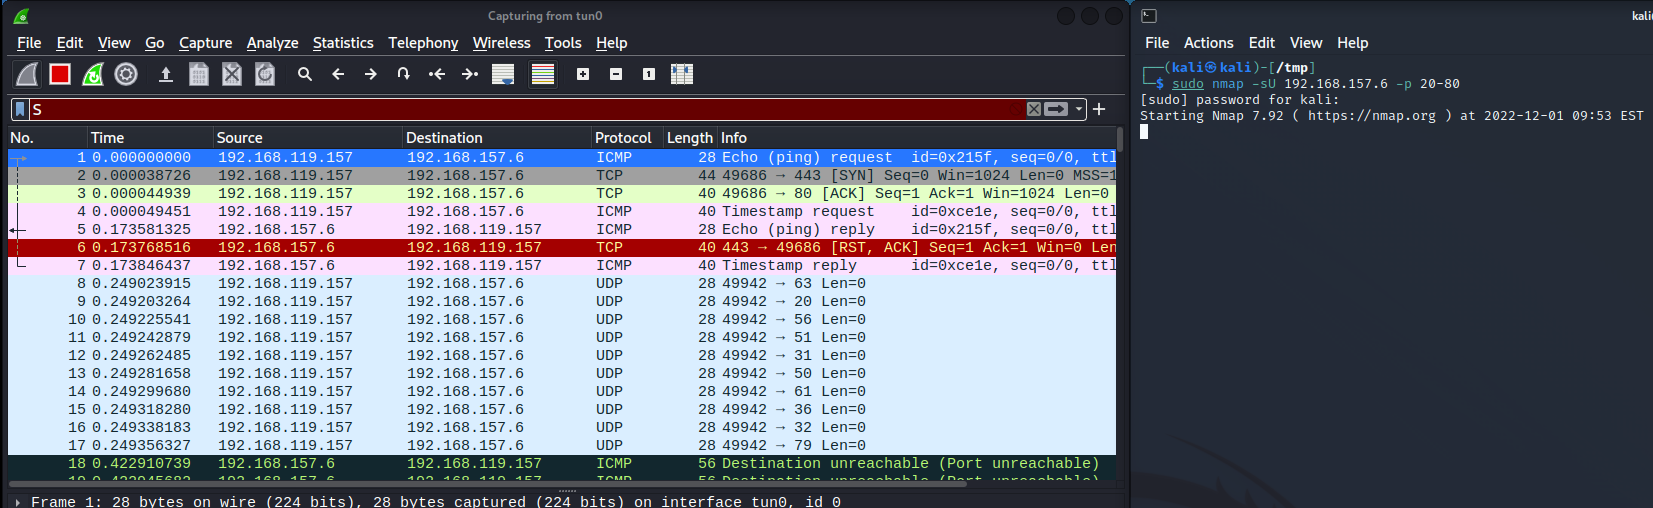 Capturing from tun0
File Edit View Go Capture Analyze Statistics Telephony Wireless Tools Help
S
No. Time Source Destination Protocol Length Info
1 0.000000000 192.168.119.157 192.168.157.6 ICMP 28 Echo (ping) request id=0x215f, seq=0/0, ttl
2 0.000038726 192.168.119.157 192.168.157.6 TCP 44 49686 → 443 [SYN] Seq=0 Win=1024 Len=0 MSS=1
3 0.000044939 192.168.119.157 192.168.157.6 TCP 40 49686 → 80 [ACK] Seq=1 Ack=1 Win=1024 Len=0
4 0.000049451 192.168.119.157 192.168.157.6 ICMP 40 Timestamp request id=0xce1e, seq=0/0, ttl
5 0.173581325 192.168.157.6 192.168.119.157 ICMP 28 Echo (ping) reply id=0x215f, seq=0/0, ttl
6 0.173768516 192.168.157.6 192.168.119.157 TCP 40 443 → 49686 [RST, ACK] Seq=1 Ack=1 Win=0 Len
7 0.173846437 192.168.157.6 192.168.119.157 ICMP 40 Timestamp reply id=0xce1e, seq=0/0, ttl
8 0.249023915 192.168.119.157 192.168.157.6 UDP 28 49942 → 63 Len=0
9 0.249203264 192.168.119.157 192.168.157.6 UDP 28 49942 → 20 Len=0
10 0.249225541 192.168.119.157 192.168.157.6 UDP 28 49942 → 56 Len=0
11 0.249242879 192.168.119.157 192.168.157.6 UDP 28 49942 → 51 Len=0
12 0.249262485 192.168.119.157 192.168.157.6 UDP 28 49942 → 31 Len=0
13 0.249281658 192.168.119.157 192.168.157.6 UDP 28 49942 → 50 Len=0
14 0.249299680 192.168.119.157 192.168.157.6 UDP 28 49942 → 61 Len=0
15 0.249318280 192.168.119.157 192.168.157.6 UDP 28 49942 → 36 Len=0
16 0.249338183 192.168.119.157 192.168.157.6 UDP 28 49942 → 32 Len=0
17 0.249356327 192.168.119.157 192.168.157.6 UDP 28 49942 → 79 Len=0
18 0.422910739 192.168.157.6 192.168.119.157 ICMP 56 Destination unreachable (Port unreachable)
Frame 1: 28 bytes on wire (224 bits), 28 bytes captured (224 bits) on interface tun0, id 0
kali
File Actions Edit View Help
(kali㉿kali)-[/tmp]
$ sudo nmap -sU 192.168.157.6 -p 20-80
[sudo] password for kali:
Starting Nmap 7.92 ( https://nmap.org ) at 2022-12-01 09:53 EST